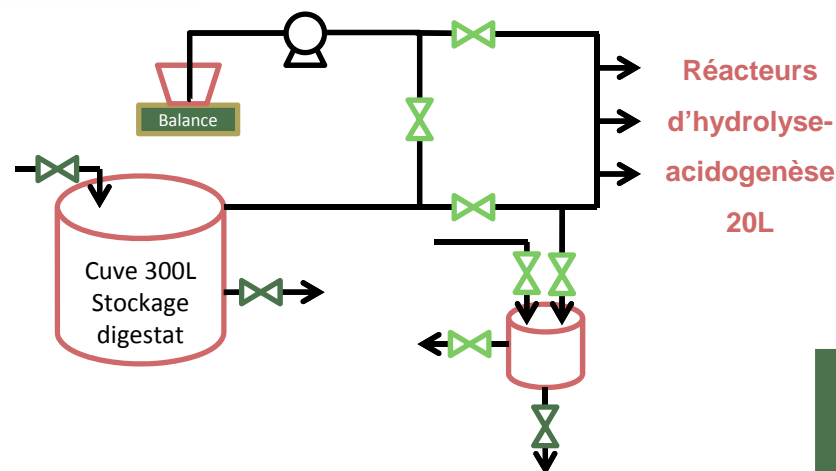 Balance
Réacteurs
d’hydrolyse-
acidogenèse
20L
Cuve 300L
Stockage
digestat